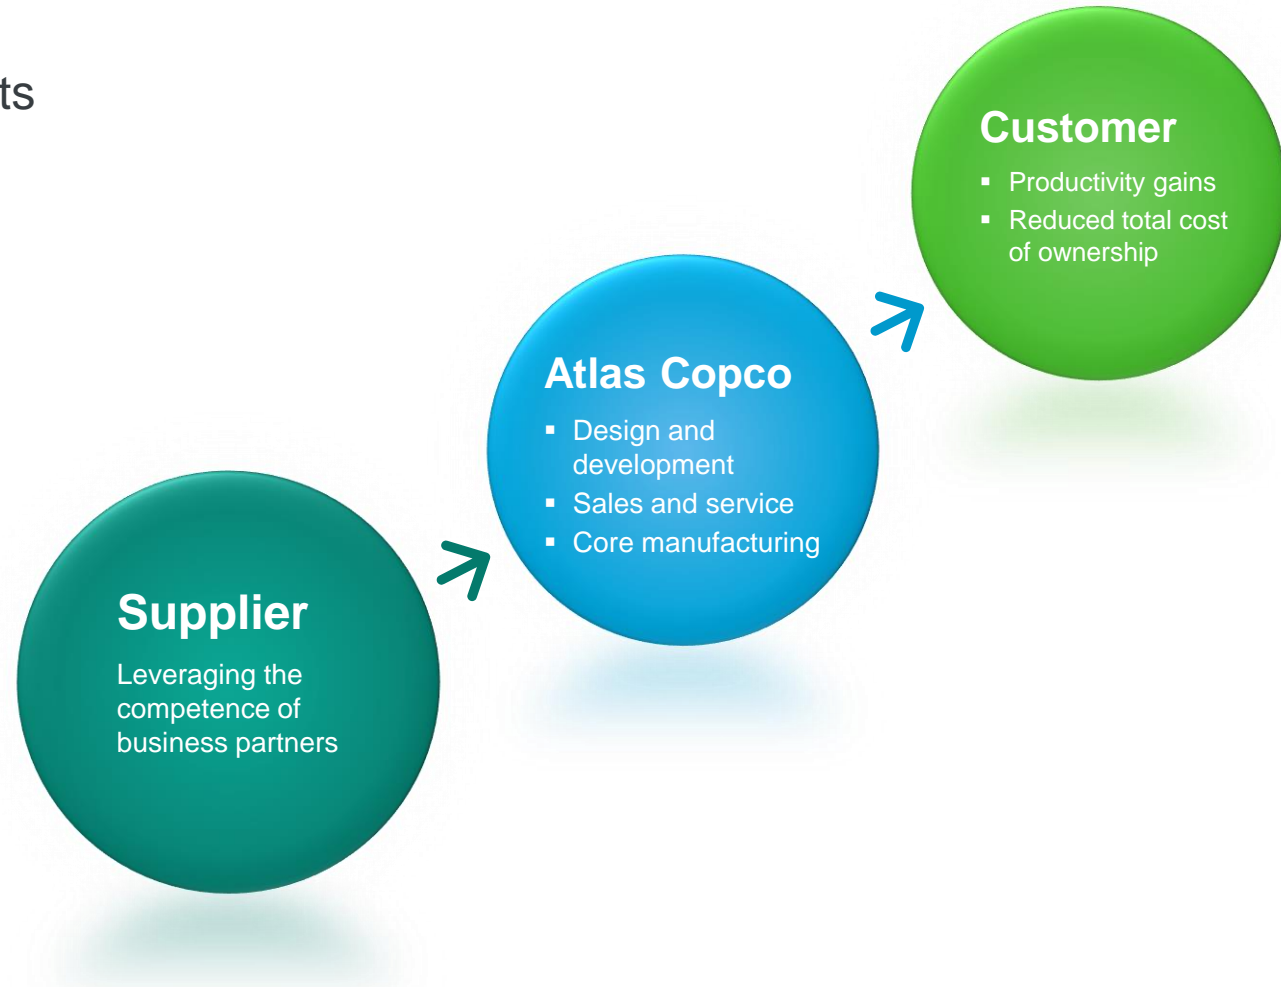 ts
Customer
▪ Productivity gains
▪ Reduced total cost
of ownership
Atlas Copco
▪ Design and
development
▪ Sales and service
▪ Core manufacturing
Supplier
Leveraging the
competence of
business partners